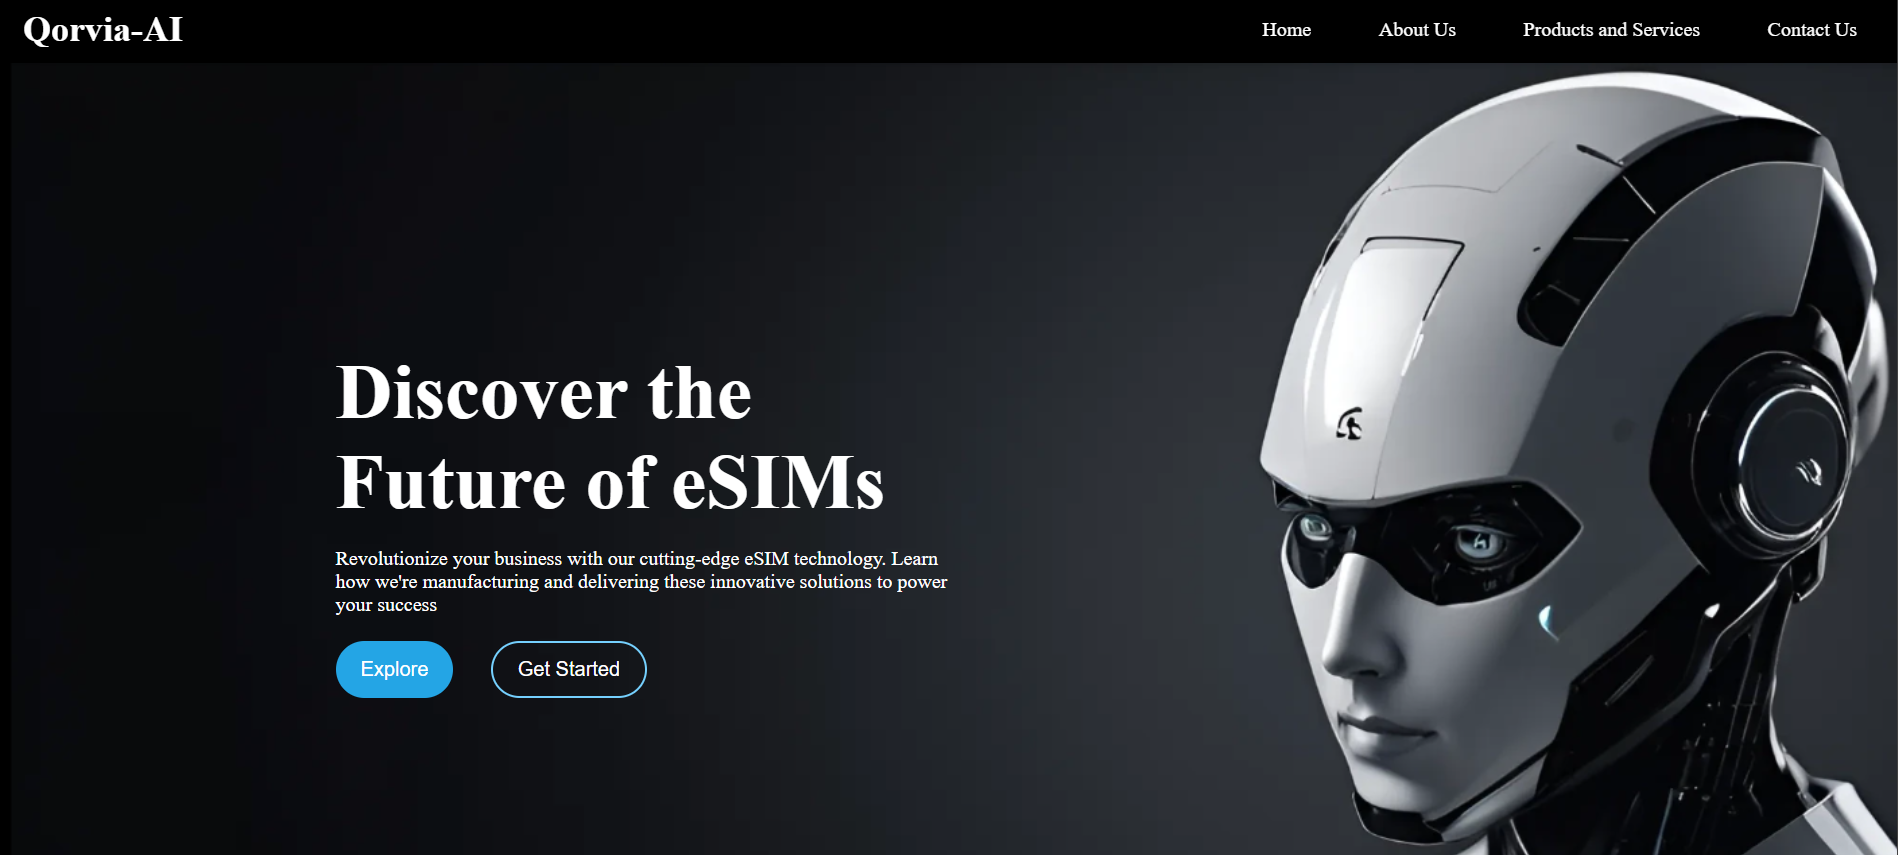 Qorvia-AI
Home About Us Products and Services Contact Us
Discover the
Future of eSIMs
Revolutionize your business with our cutting-edge eSIM technology. Learn
how we're manufacturing and delivering these innovative solutions to power
your success
Explore Get Started